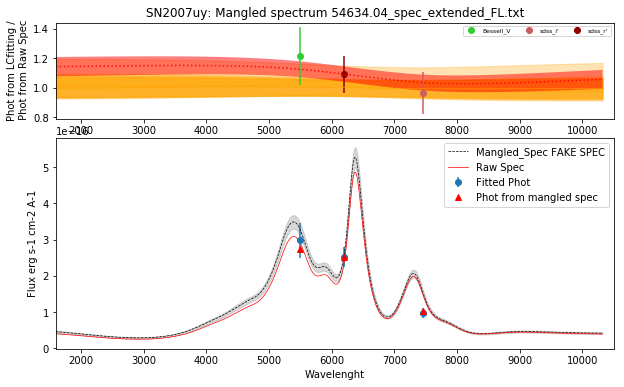 SN2007uy: Mangled spectrum 54634.04_spec_extended_FL.txt
Phot from LCfitting /
Phot from Raw Spec
1.4
1.2
1.0
0.8
Bessell_V
sdss_i'
sdss_r'
2000 3000 4000 5000 6000 7000 8000 9000 10000
Flux erg s-1 cm-2 A-1
5
4
3
2
1
0
Mangled_Spec FAKE SPEC
Raw Spec
Fitted Phot
Phot from mangled spec
2000 3000 4000 5000 6000 7000 8000 9000 10000
Wavelenght